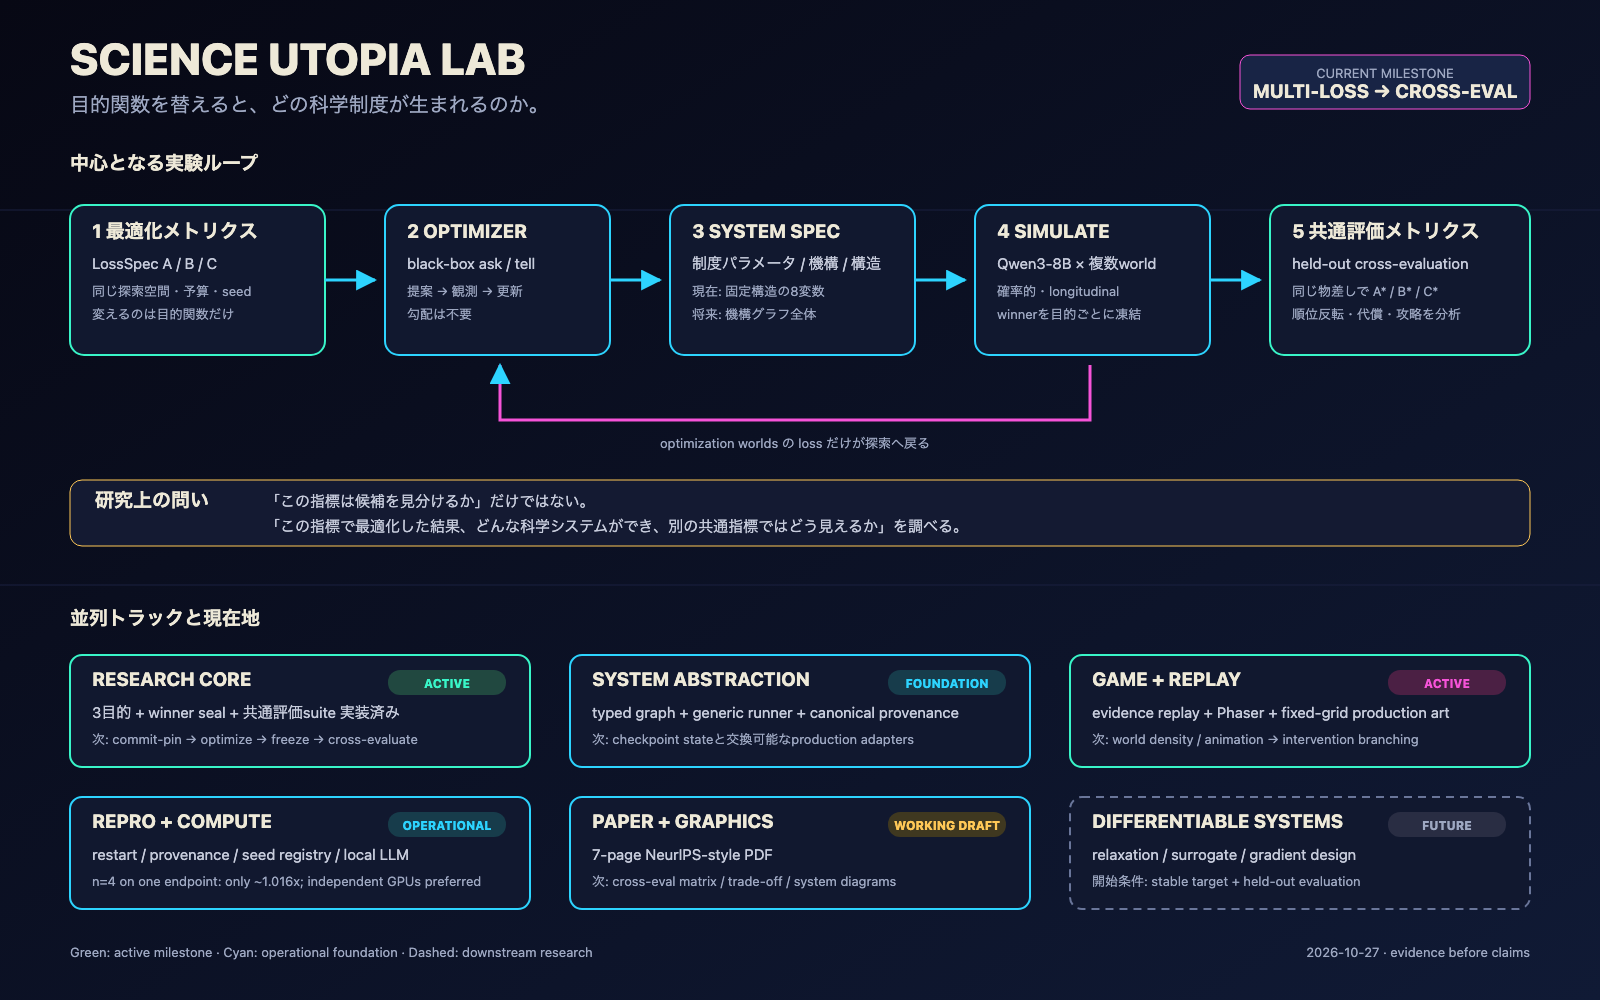 SCIENCE UTOPIA LAB
目的関数を替えると、どの科学制度が生まれるのか。
CURRENT MILESTONE
MULTI-LOSS → CROSS-EVAL
中心となる実験ループ
1 最適化メトリクス
LossSpec A / B / C
同じ探索空間・予算・seed
変えるのは目的関数だけ
2 OPTIMIZER
black-box ask / tell
提案 → 観測 → 更新
勾配は不要
3 SYSTEM SPEC
制度パラメータ / 機構 / 構造
現在: 固定構造の8変数
将来: 機構グラフ全体
4 SIMULATE
Qwen3-8B × 複数world
確率的・longitudinal
winnerを目的ごとに凍結
5 共通評価メトリクス
held-out cross-evaluation
同じ物差しで A* / B* / C*
順位反転・代償・攻略を分析
optimization worlds の loss だけが探索へ戻る
研究上の問い
「この指標は候補を見分けるか」だけではない。
「この指標で最適化した結果、どんな科学システムができ、別の共通指標ではどう見えるか」を調べる。
並列トラックと現在地
RESEARCH CORE
ACTIVE
3目的 + winner seal + 共通評価suite 実装済み
次: commit-pin → optimize → freeze → cross-evaluate
SYSTEM ABSTRACTION
FOUNDATION
typed graph + generic runner + canonical provenance
次: checkpoint stateと交換可能なproduction adapters
GAME + REPLAY
ACTIVE
evidence replay + Phaser + fixed-grid production art
次: world density / animation → intervention branching
REPRO + COMPUTE
OPERATIONAL
restart / provenance / seed registry / local LLM
n=4 on one endpoint: only ~1.016x; independent GPUs preferred
PAPER + GRAPHICS
WORKING DRAFT
7-page NeurIPS-style PDF
次: cross-eval matrix / trade-off / system diagrams
DIFFERENTIABLE SYSTEMS
FUTURE
relaxation / surrogate / gradient design
開始条件: stable target + held-out evaluation
Green: active milestone · Cyan: operational foundation · Dashed: downstream research
2026-10-27 · evidence before claims